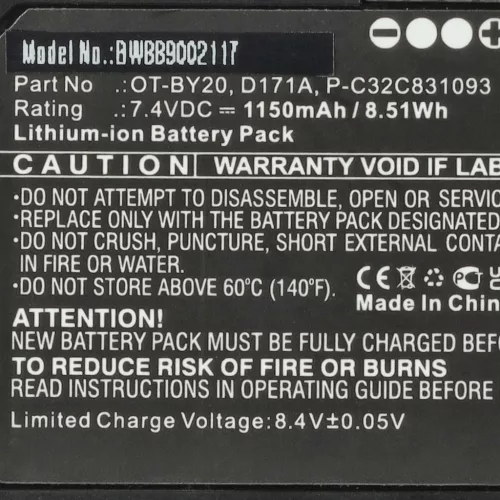 Model No.:BWBB900211T
Part No .:OT-BY20, D171A, P-C32C831093
Rating .:7.4VDC ⎓ 1150mAh / 8.51Wh
Lithium-ion Battery Pack
CAUTION WARRANTY VOID IF LAB
•DO NOT ATTEMPT TO DISASSEMBLE, OPEN OR SERVIC
•REPLACE ONLY WITH THE BATTERY PACK DESIGNATED
•DO NOT CRUSH, PUNCTURE, SHORT EXTERNAL CONTA
IN FIRE OR WATER.
•DO NOT STORE ABOVE 60°C (140°F).
CE
Made In Chin
ATTENTION!
NEW BATTERY PACK MUST BE FULLY CHARGED BEF
TO REDUCE RISK OF FIRE OR BURNS
READ INSTRUCTIONS IN OPERATING GUIDE BEFORE
Limited Charge Voltage:8.4V±0.05V